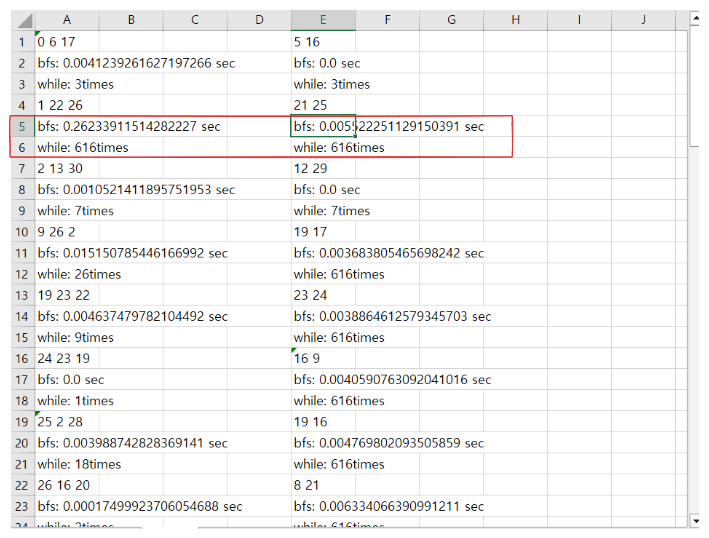 A B C D E F G H I J
1 0 6 17 5 16
2 bfs: 0.0041239261627197266 sec bfs: 0.0 sec
3 while: 3times while: 3times
4 1 22 26 21 25
5 bfs: 0.26233911514282227 sec bfs: 0.005522251129150391 sec
6 while: 616times while: 616times
7 2 13 30 12 29
8 bfs: 0.0010521411895751953 sec bfs: 0.0 sec
9 while: 7times while: 7times
10 9 26 2 19 17
11 bfs: 0.015150785446166992 sec bfs: 0.003683805465698242 sec
12 while: 26times while: 616times
13 19 23 22 23 24
14 bfs: 0.004637479782104492 sec bfs: 0.0038864612579345703 sec
15 while: 9times while: 616times
16 24 23 19 16 9
17 bfs: 0.0 sec bfs: 0.0040590763092041016 sec
18 while: 1times while: 616times
19 25 2 28 19 16
20 bfs: 0.003988742828369141 sec bfs: 0.004769802093505859 sec
21 while: 18times while: 616times
22 26 16 20 8 21
23 bfs: 0.00017499923706054688 sec bfs: 0.006334066390991211 sec
24 while: 2times while: 616times